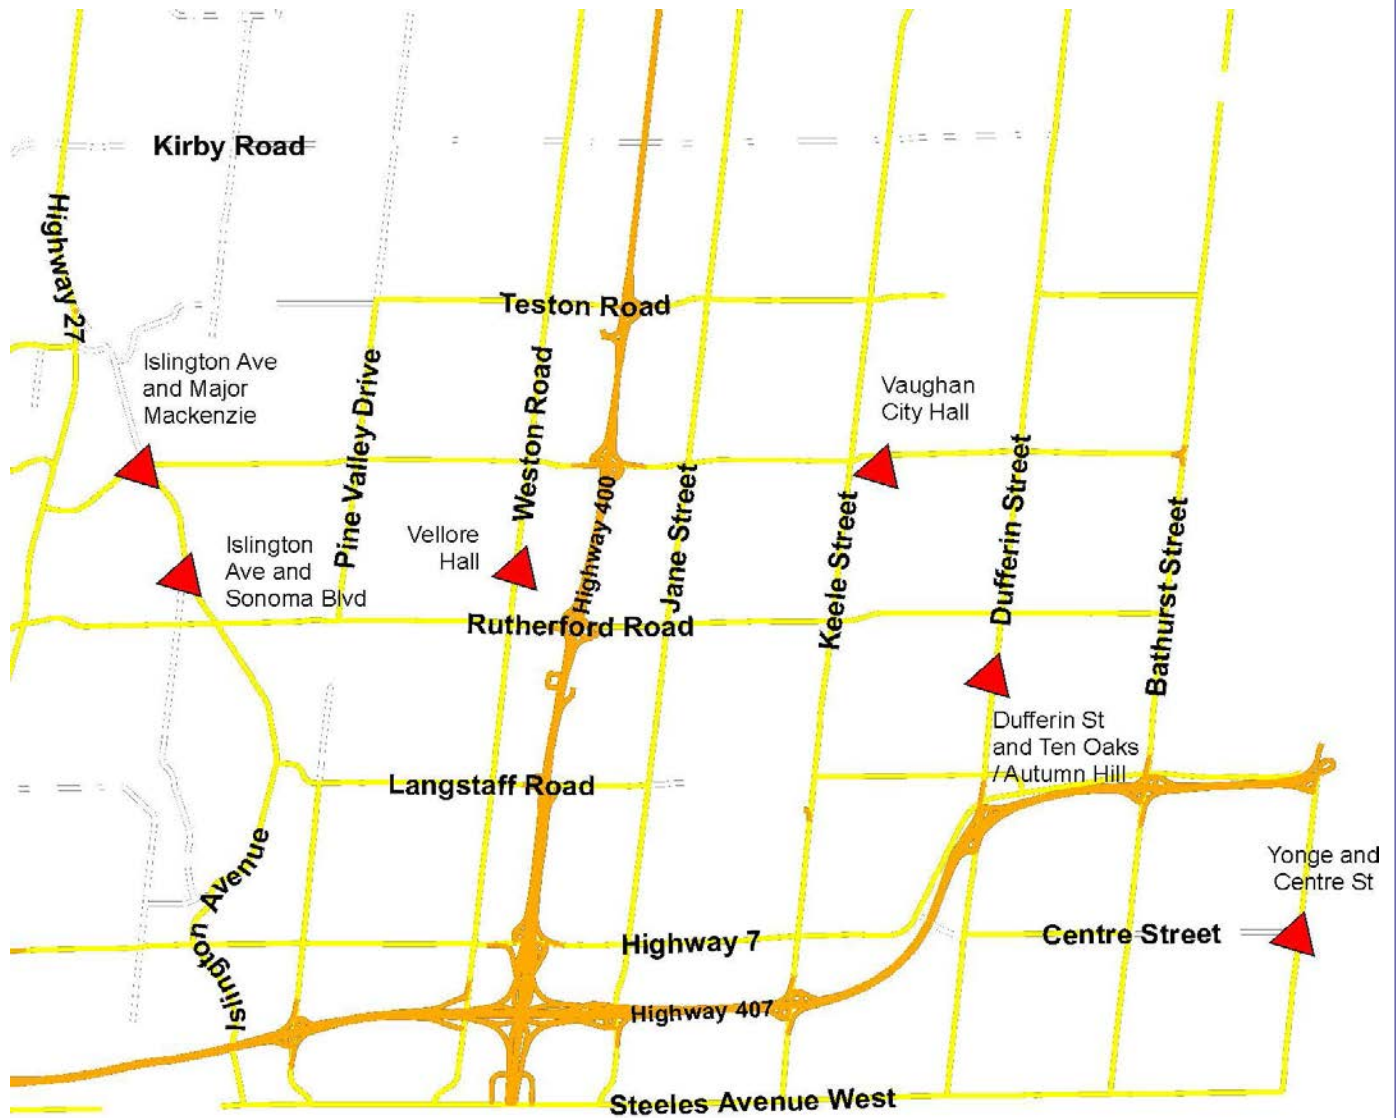 Kirby Road
Highway 27
Teston Road
Islington Ave
and Major
Mackenzie
Pine Valley Drive
Weston Road
Vaughan
City Hall
Highway 400
Jane Street
Keele Street
Dufferin Street
Bathurst Street
Vellore
Hall
Islington
Ave and
Sonoma Blvd
Rutherford Road
Dufferin St
and Ten Oaks
/Autumn Hill
Langstaff Road
Islington Avenue
Yonge and
Centre St
Highway 7
Centre Street
Highway 407
Steeles Avenue West